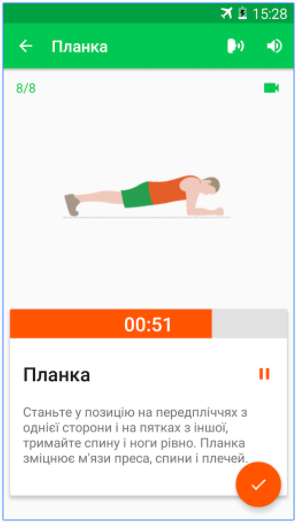 15:28
Планка
8/8
00:51
Планка
Станьте у позицію на передпліччях з
однієї сторони і на пятках з іншої,
тримайте спину і ноги рівно. Планка
зміцнює м'язи преса, спини і плечей.